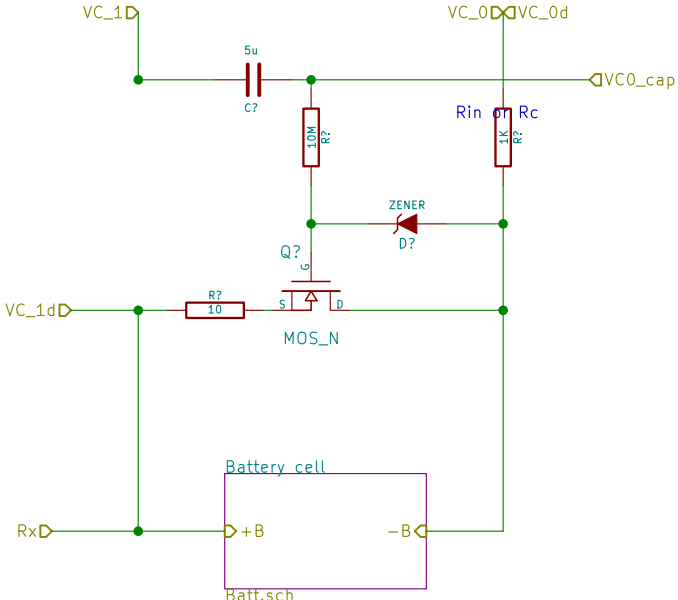 VC_1
VC_0 VC_0d
5u
C?
VC0_cap
Rin or Rc
10M
R?
1K
R?
ZENER
D?
Q?
G
S
D
MOS_N
VC_1d
R?
10
Battery cell
Rx
+B
-B
Batt.sch